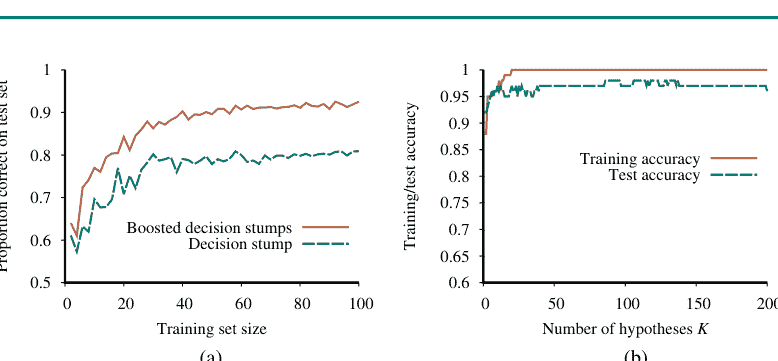 1
0.9
0.8
0.7
0.6
0.5
Proportion correct on test set
Boosted decision stumps
Decision stump
0 20 40 60 80 100
Training set size
(a)
1
0.95
0.9
0.85
0.8
0.75
0.7
0.65
0.6
Training/test accuracy
Training accuracy
Test accuracy
0 50 100 150 200
Number of hypotheses K
(b)